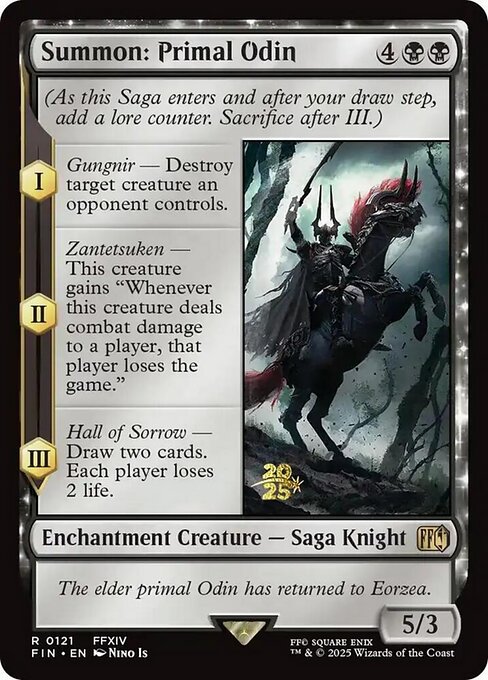 Summon: Primal Odin 4
(As this Saga enters and after your draw step,
add a lore counter. Sacrifice after III.)
I
Gungnir — Destroy
target creature an
opponent controls.
II
Zantetsuken —
This creature
gains “Whenever
this creature deals
combat damage
to a player, that
player loses the
game.”
III
Hall of Sorrow —
Draw two cards.
Each player loses
2 life.
20
25
Enchantment Creature — Saga Knight
FF
The elder primal Odin has returned to Eorzea.
5/3
R 0121 FFXIV
FIN • EN Nino Is
FF© SQUARE ENIX
™ & © 2025 Wizards of the Coast